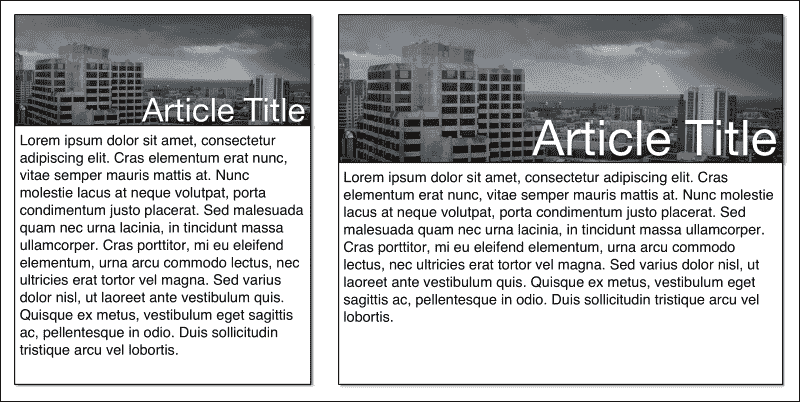 Article Title
Lorem ipsum dolor sit amet, consectetur
adipiscing elit. Cras elementum erat nunc,
vitae semper mauris mattis at. Nunc
molestie lacus at neque volutpat, porta
condimentum justo placerat. Sed malesuada
quam nec urna lacinia, in tincidunt massa
ullamcorper. Cras porttitor, mi eu eleifend
elementum, urna arcu commodo lectus, nec
ultricies erat tortor vel magna. Sed varius
dolor nisl, ut laoreet ante vestibulum quis.
Quisque ex metus, vestibulum eget sagittis
ac, pellentesque in odio. Duis sollicitudin
tristique arcu vel lobortis.
Article Title
Lorem ipsum dolor sit amet, consectetur adipiscing elit. Cras
elementum erat nunc, vitae semper mauris mattis at. Nunc
molestie lacus at neque volutpat, porta condimentum justo placerat. Sed
malesuada quam nec urna lacinia, in tincidunt massa ullamcorper.
Cras porttitor, mi eu eleifend elementum, urna arcu commodo
lectus, nec ultricies erat tortor vel magna. Sed varius dolor nisl, ut
laoreet ante vestibulum quis. Quisque ex metus, vestibulum eget
sagittis ac, pellentesque in odio. Duis sollicitudin tristique arcu vel
lobortis.